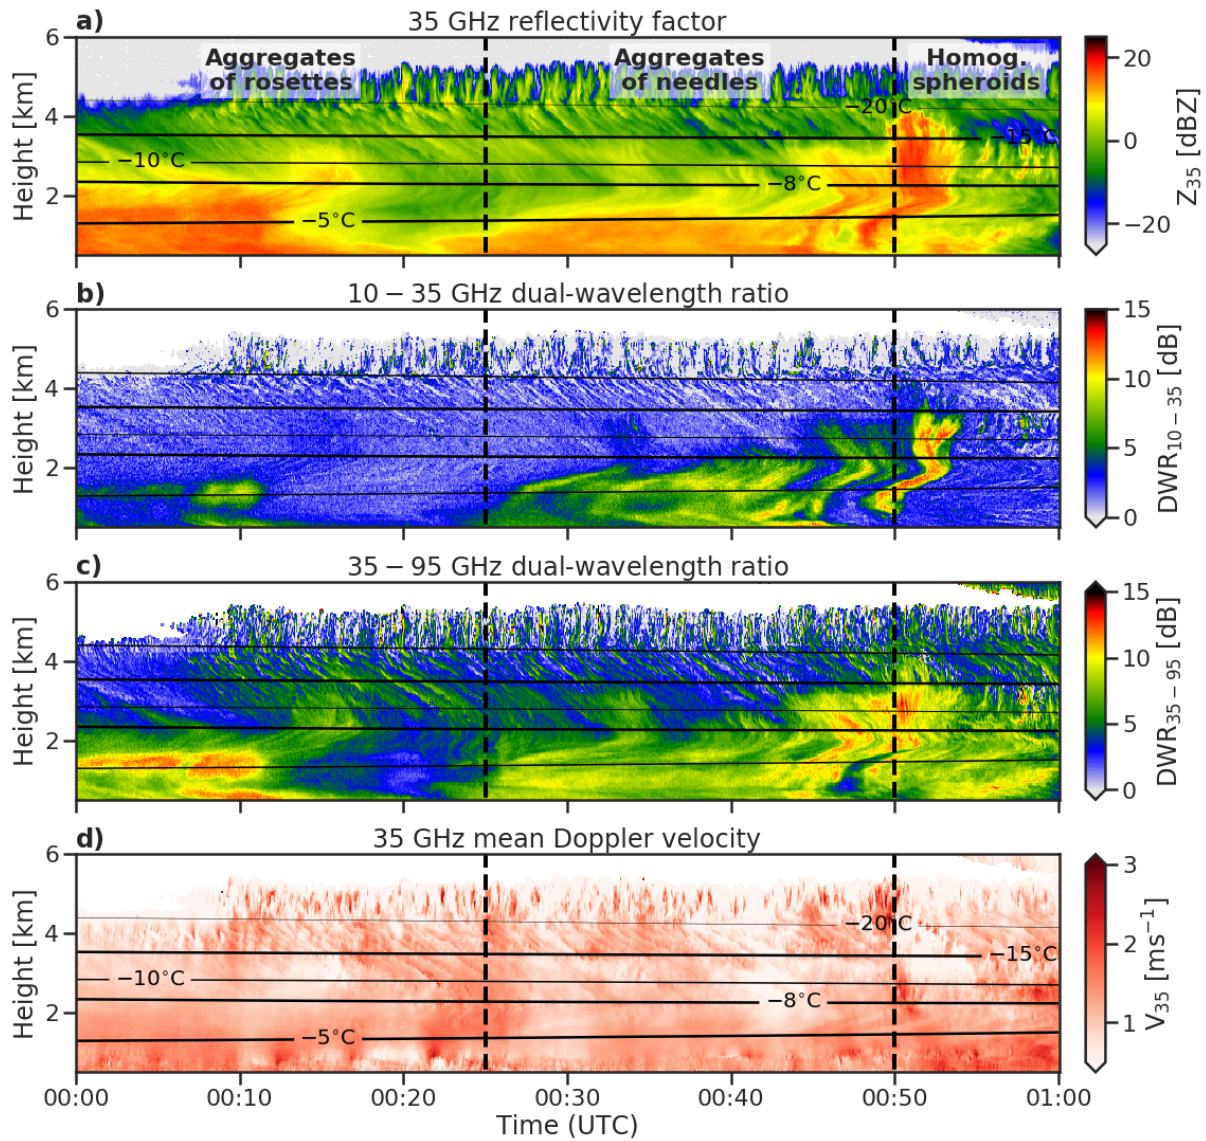 a) 35 GHz reflectivity factor
6
4
2
Height [km]
Aggregates of rosettes
Aggregates of needles
Homog. spheroids
−20°C
−15°C
−10°C
−8°C
−5°C
20
0
−20
Z35 [dBZ]
b) 10 − 35 GHz dual-wavelength ratio
6
4
2
Height [km]
15
10
5
0
DWR10−35 [dB]
c) 35 − 95 GHz dual-wavelength ratio
6
4
2
Height [km]
15
10
5
0
DWR35−95 [dB]
d) 35 GHz mean Doppler velocity
6
4
2
Height [km]
−20°C
−15°C
−10°C
−8°C
−5°C
3
2
1
V35 [ms−1]
00:00 00:10 00:20 00:30 00:40 00:50 01:00
Time (UTC)